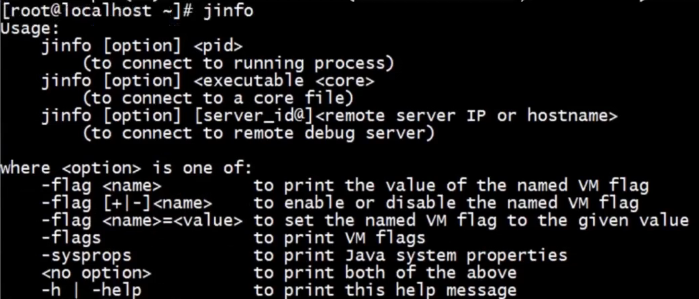 [root@localhost ~]# jinfo
Usage:
    jinfo [option] <pid>
        (to connect to running process)
    jinfo [option] <executable <core>
        (to connect to a core file)
    jinfo [option] [server_id@]<remote server IP or hostname>
        (to connect to remote debug server)

where <option> is one of:
    -flag <name>         to print the value of the named VM flag
    -flag [+|-]<name>    to enable or disable the named VM flag
    -flag <name>=<value> to set the named VM flag to the given value
    -flags               to print VM flags
    -sysprops            to print Java system properties
    <no option>          to print both of the above
    -h | -help           to print this help message